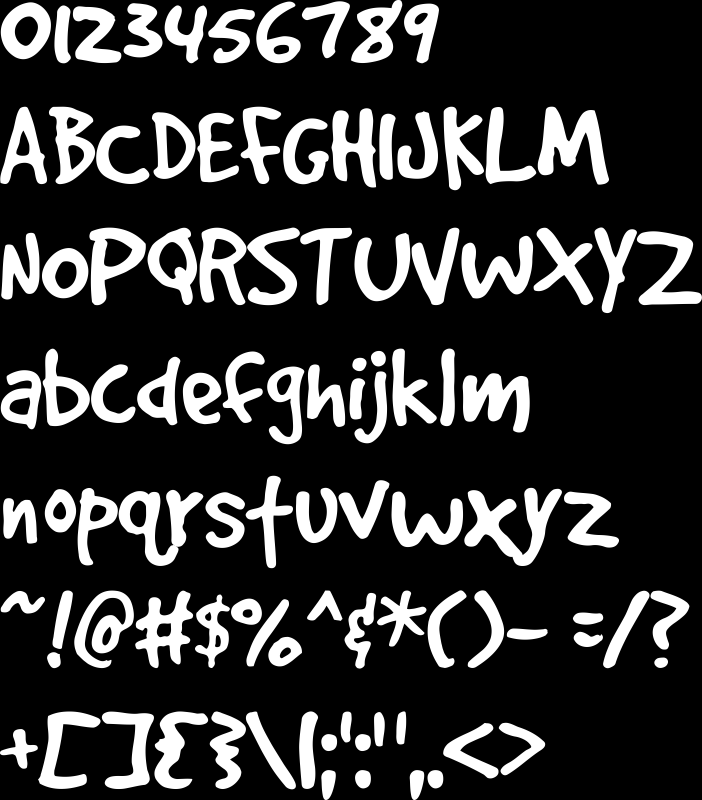 0123456789
ABCDEFGHIJKLM
NOPQRSTUVWXYZ
abcdefghijklm
nopqrstuvwxyz
~!@#$%^&*()- =/?
+[]{}\|;':",.<>